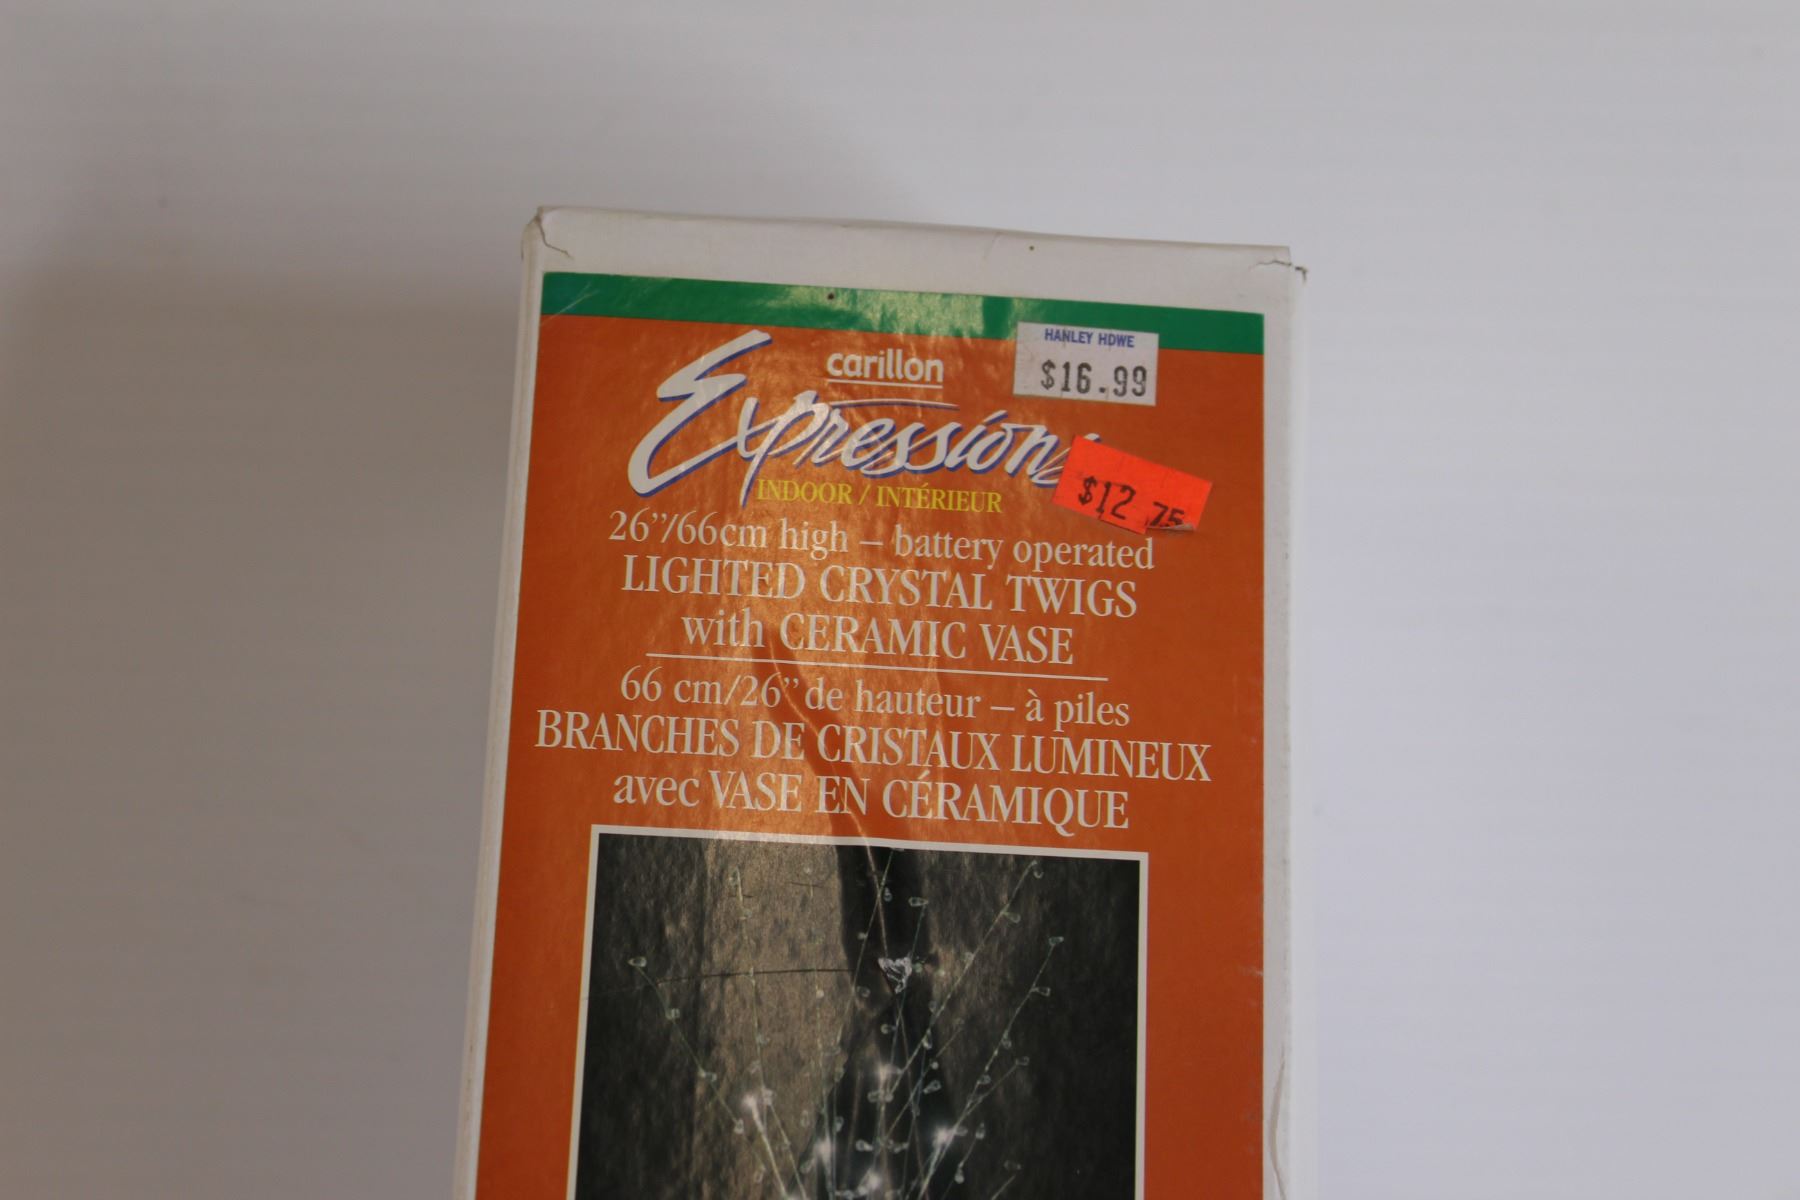 HANLEY HDWE
$16.99
carillon
Expressions
$12.75
INDOOR / INTÉRIEUR
26"/66cm high – battery operated
LIGHTED CRYSTAL TWIGS
with CERAMIC VASE
66 cm/26" de hauteur – à piles
BRANCHES DE CRISTAUX LUMINEUX
avec VASE EN CÉRAMIQUE